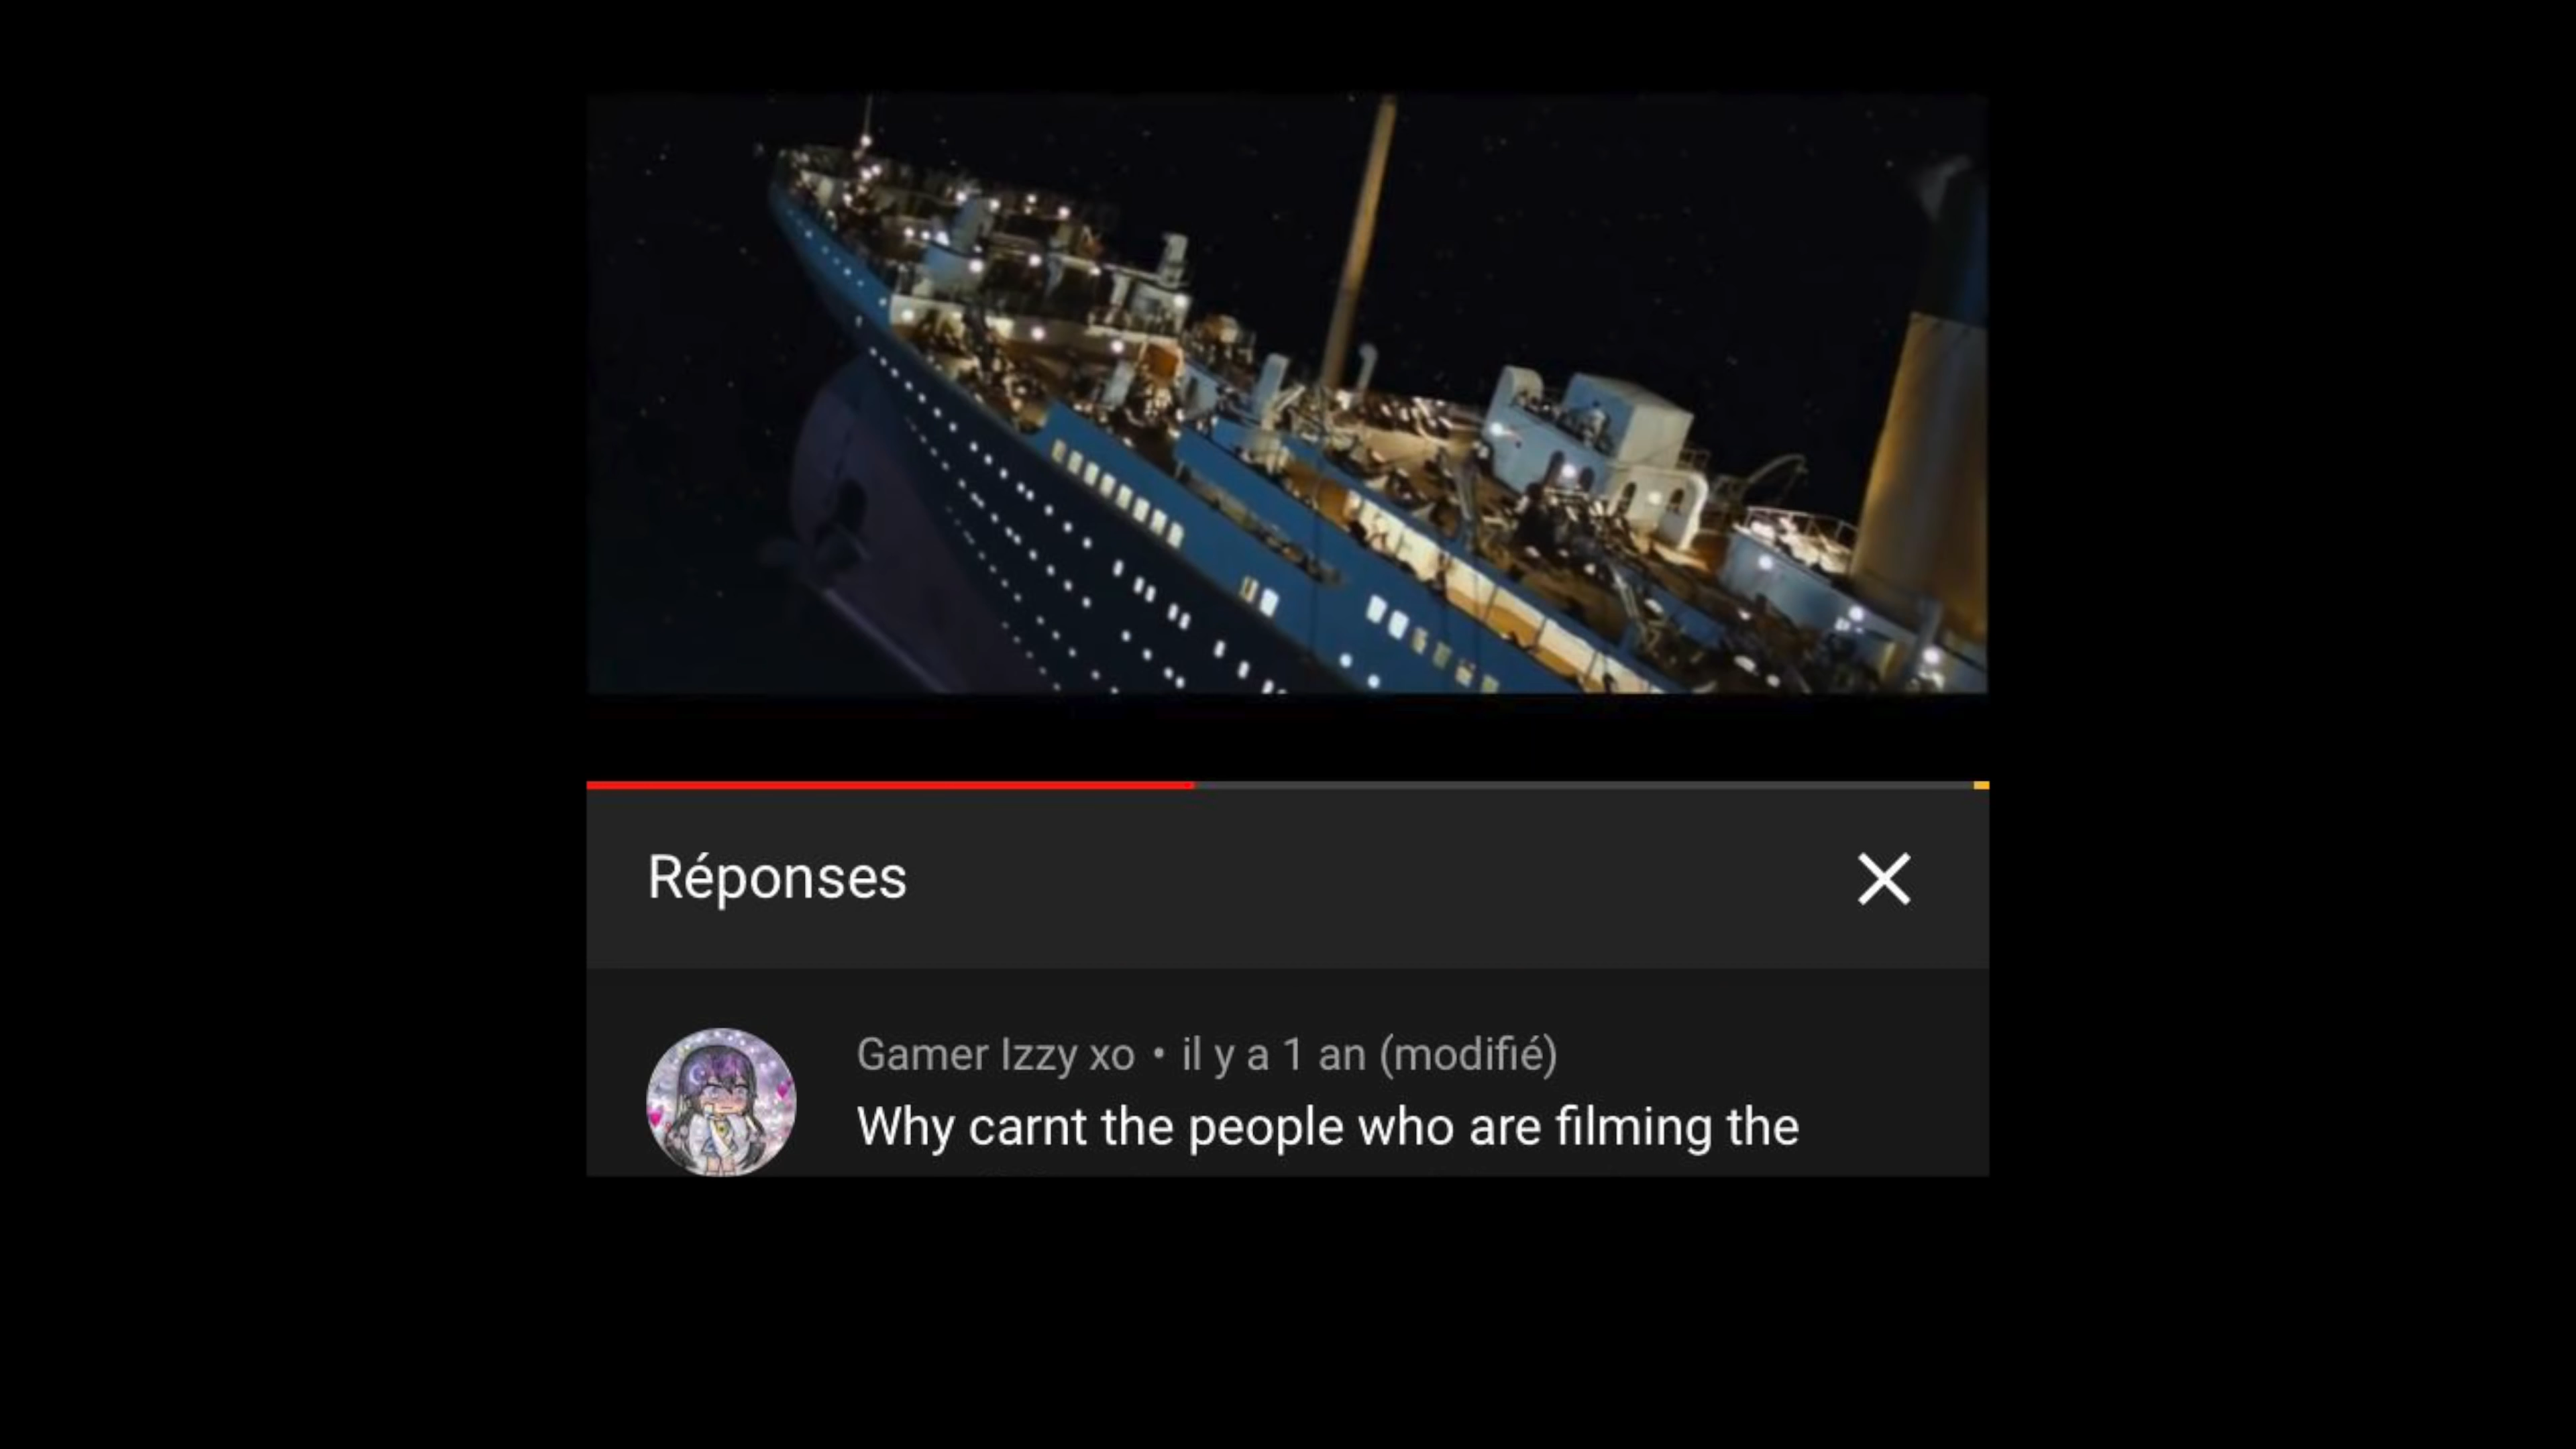 Réponses
Gamer Izzy xo • il y a 1 an (modifié)
Why carnt the people who are filming the